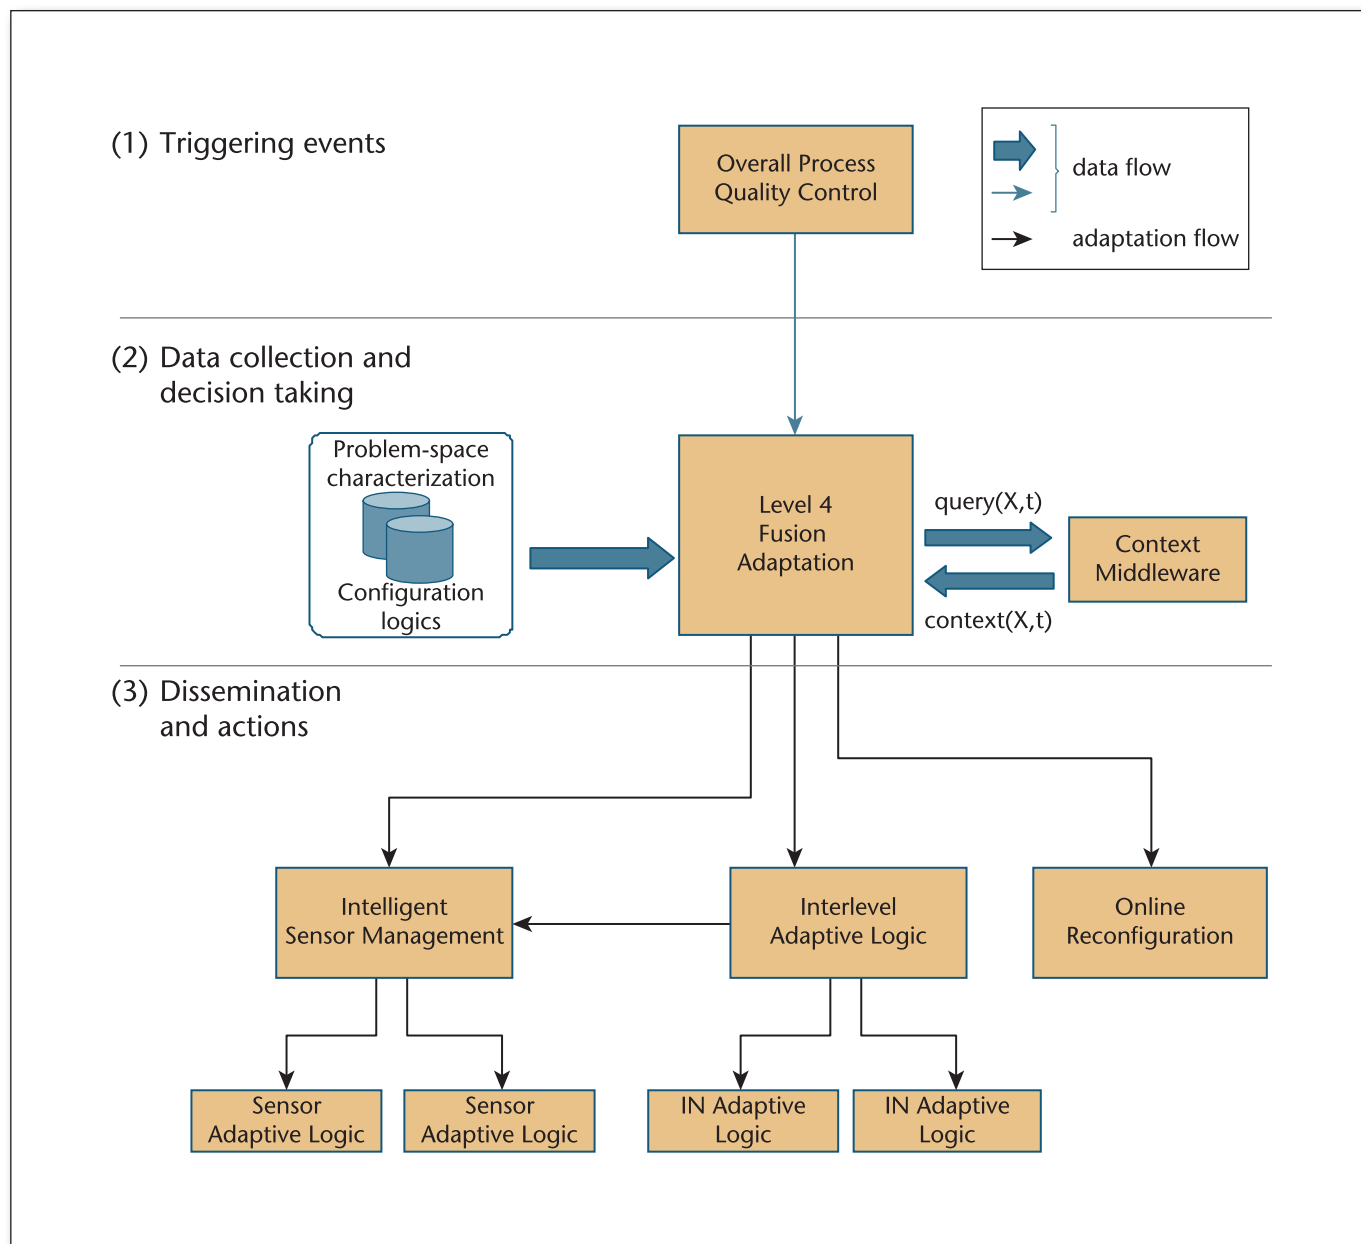 (1) Triggering events
Overall Process
Quality Control
data flow
adaptation flow
(2) Data collection and
decision taking
Problem-space
characterization
Configuration
logics
Level 4
Fusion
Adaptation
query(X,t)
context(X,t)
Context
Middleware
(3) Dissemination
and actions
Intelligent
Sensor Management
Interlevel
Adaptive Logic
Online
Reconfiguration
Sensor
Adaptive Logic
Sensor
Adaptive Logic
IN Adaptive
Logic
IN Adaptive
Logic